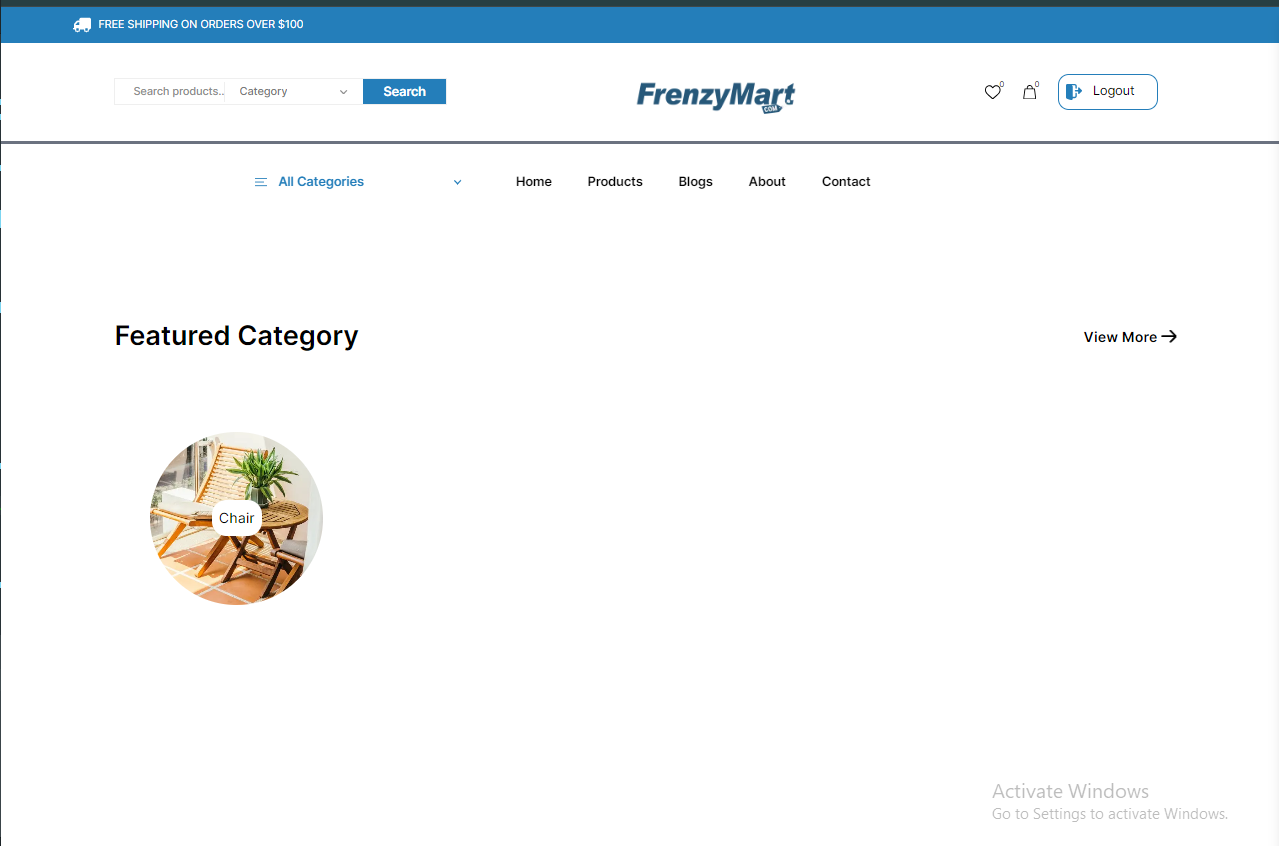 FREE SHIPPING ON ORDERS OVER $100
Search products.. Category Search
FrenzyMart
.COM
0 0 Logout
All Categories Home Products Blogs About Contact
Featured Category View More
Chair
Activate Windows
Go to Settings to activate Windows.